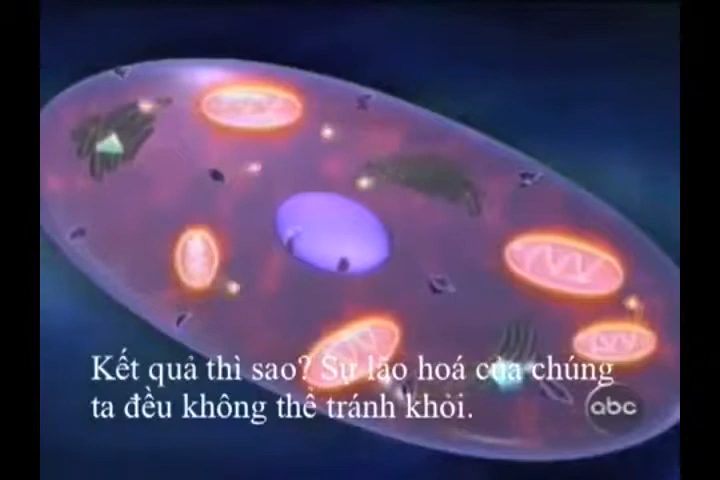 Kết quả thì sao? Sự lão hoá của chúng
ta đều không thể tránh khỏi.
abc